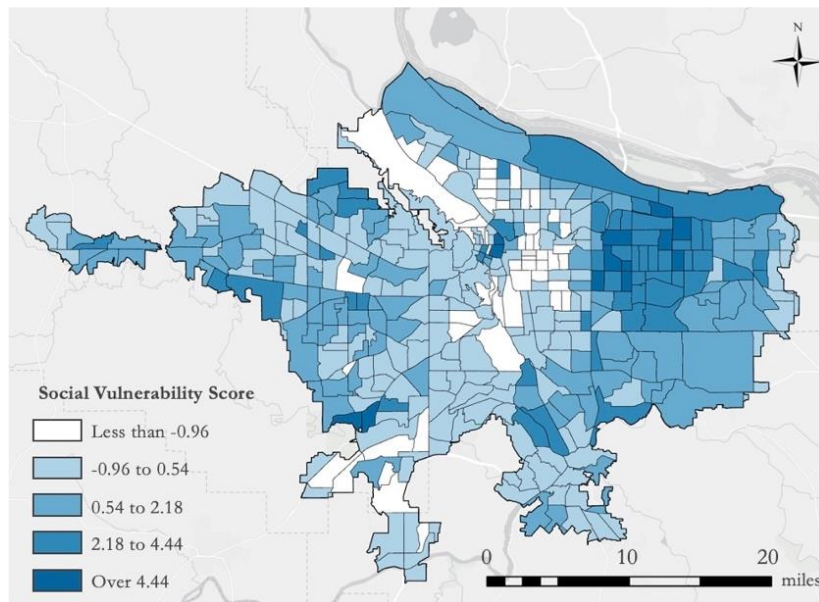 N
Social Vulnerability Score
Less than -0.96
-0.96 to 0.54
0.54 to 2.18
2.18 to 4.44
Over 4.44
0 10 20
miles